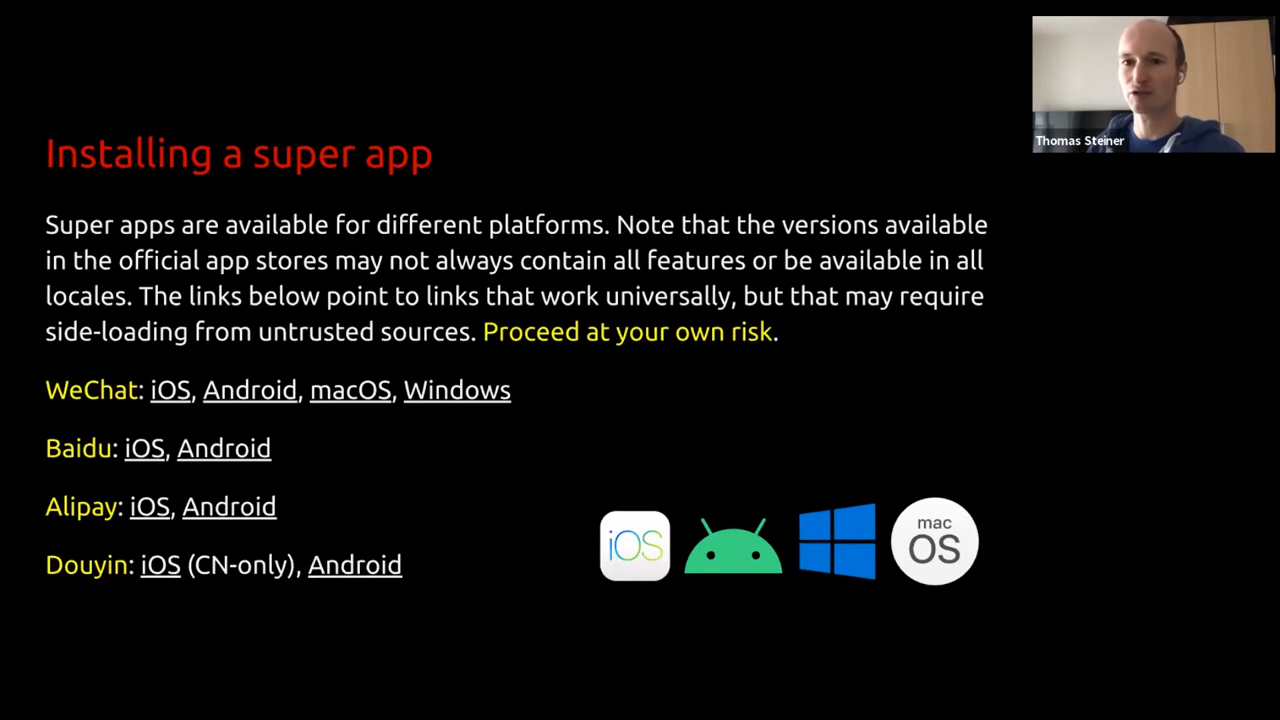 Thomas Steiner
Installing a super app
Super apps are available for different platforms. Note that the versions available
in the official app stores may not always contain all features or be available in all
locales. The links below point to links that work universally, but that may require
side-loading from untrusted sources. Proceed at your own risk.
WeChat: iOS, Android, macOS, Windows
Baidu: iOS, Android
Alipay: iOS, Android
Douyin: iOS (CN-only), Android
iOS
mac
OS